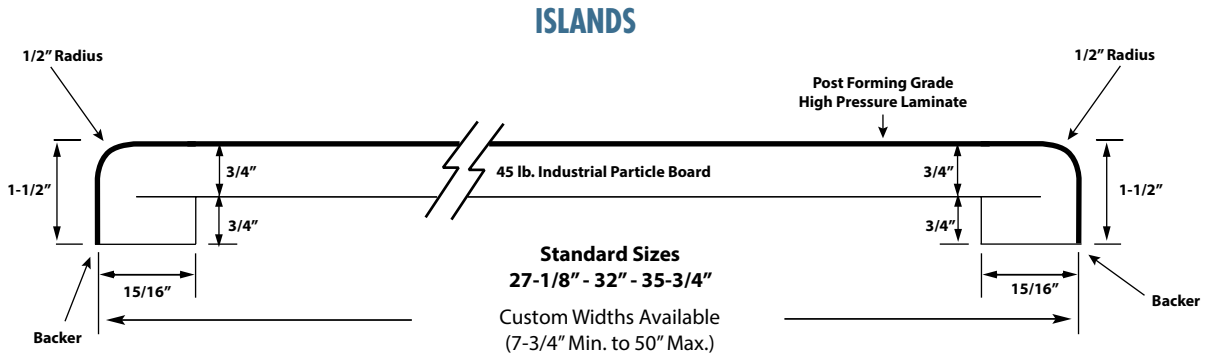 ISLANDS
1/2” Radius
1/2” Radius
Post Forming Grade
High Pressure Laminate
1-1/2”
3/4”
45 lb. Industrial Particle Board
3/4”
1-1/2”
3/4”
3/4”
Standard Sizes
27-1/8” - 32” - 35-3/4”
15/16”
15/16”
Backer
Backer
Custom Widths Available
(7-3/4” Min. to 50” Max.)